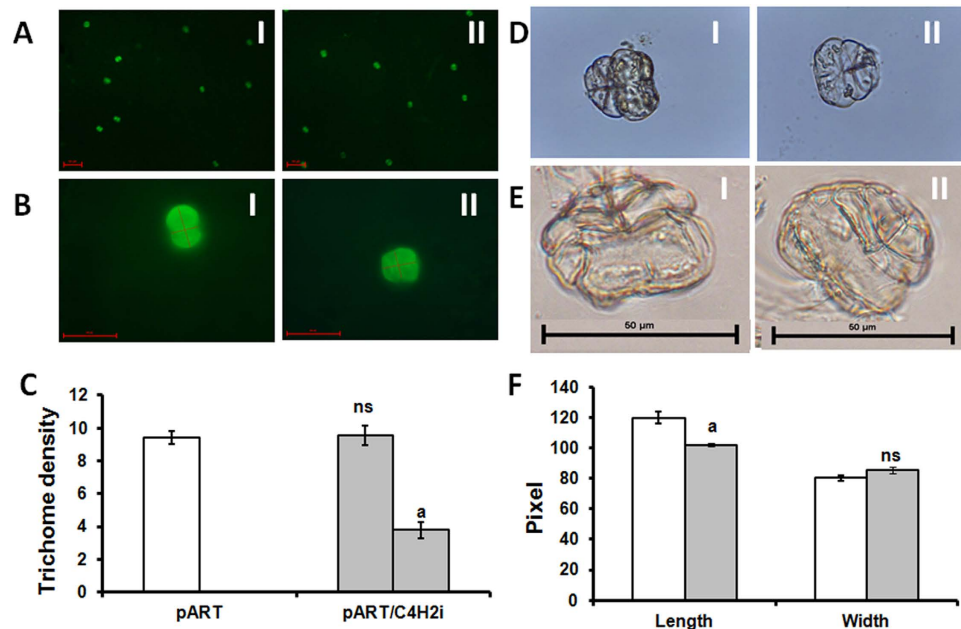 A
I
II
B
I
II
D
I
II
E
I
50 µm
II
50 µm
C
Trichome density
12
10
8
6
4
2
0
ns
a
pART
pART/C4H2i
F
Pixel
140
120
100
80
60
40
20
0
a
ns
Length
Width